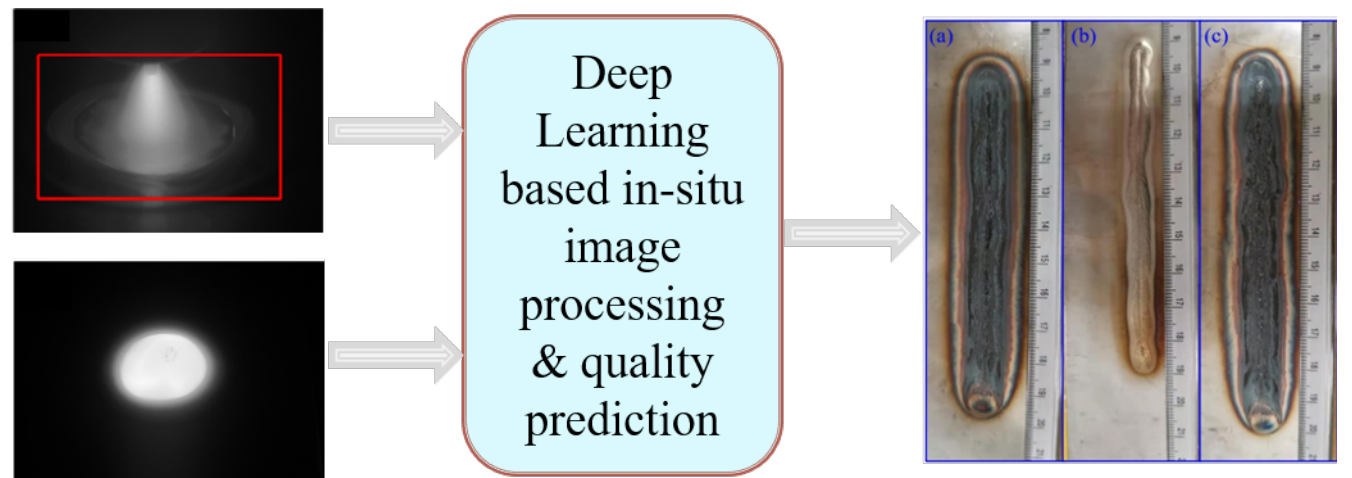 Deep
Learning
based in-situ
image
processing
& quality
prediction
(a)
(b)
(c)